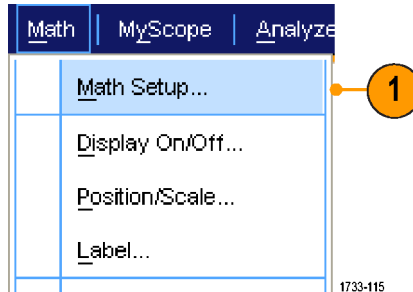 Math MyScope Analyze
Math Setup...
1
Display On/Off...
Position/Scale...
Label...
1733-115